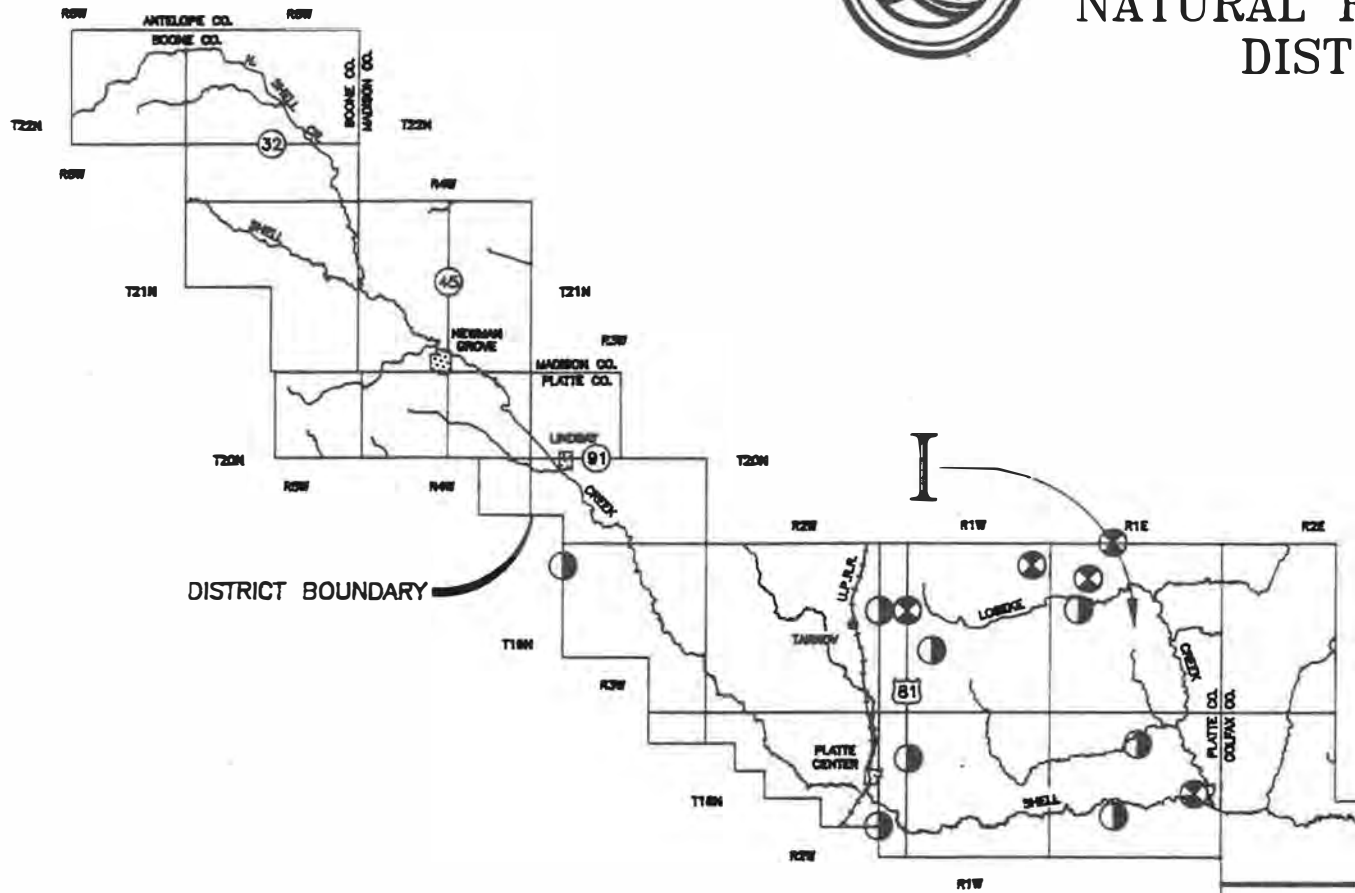 NATURAL R
DIST
R6W
R5W
ANTELOPE CO.
BOONE CO.
N. SHELL CR.
BOONE CO.
MADISON CO.
T22N
T22N
32
R6W
R4W
SHELL
45
T21N
T21N
NEWMAN
GROVE
R3W
MADISON CO.
PLATTE CO.
LINDSAY
91
T20N
T20N
R5W
R4W
CREEK
I
R2W
R1W
R1E
R2E
DISTRICT BOUNDARY
U.P.R.R.
LOSEKE
TARNOV
T19N
CREEK
R3W
81
PLATTE CO.
COLFAX CO.
PLATTE
CENTER
T18N
SHELL
R2W
R1W